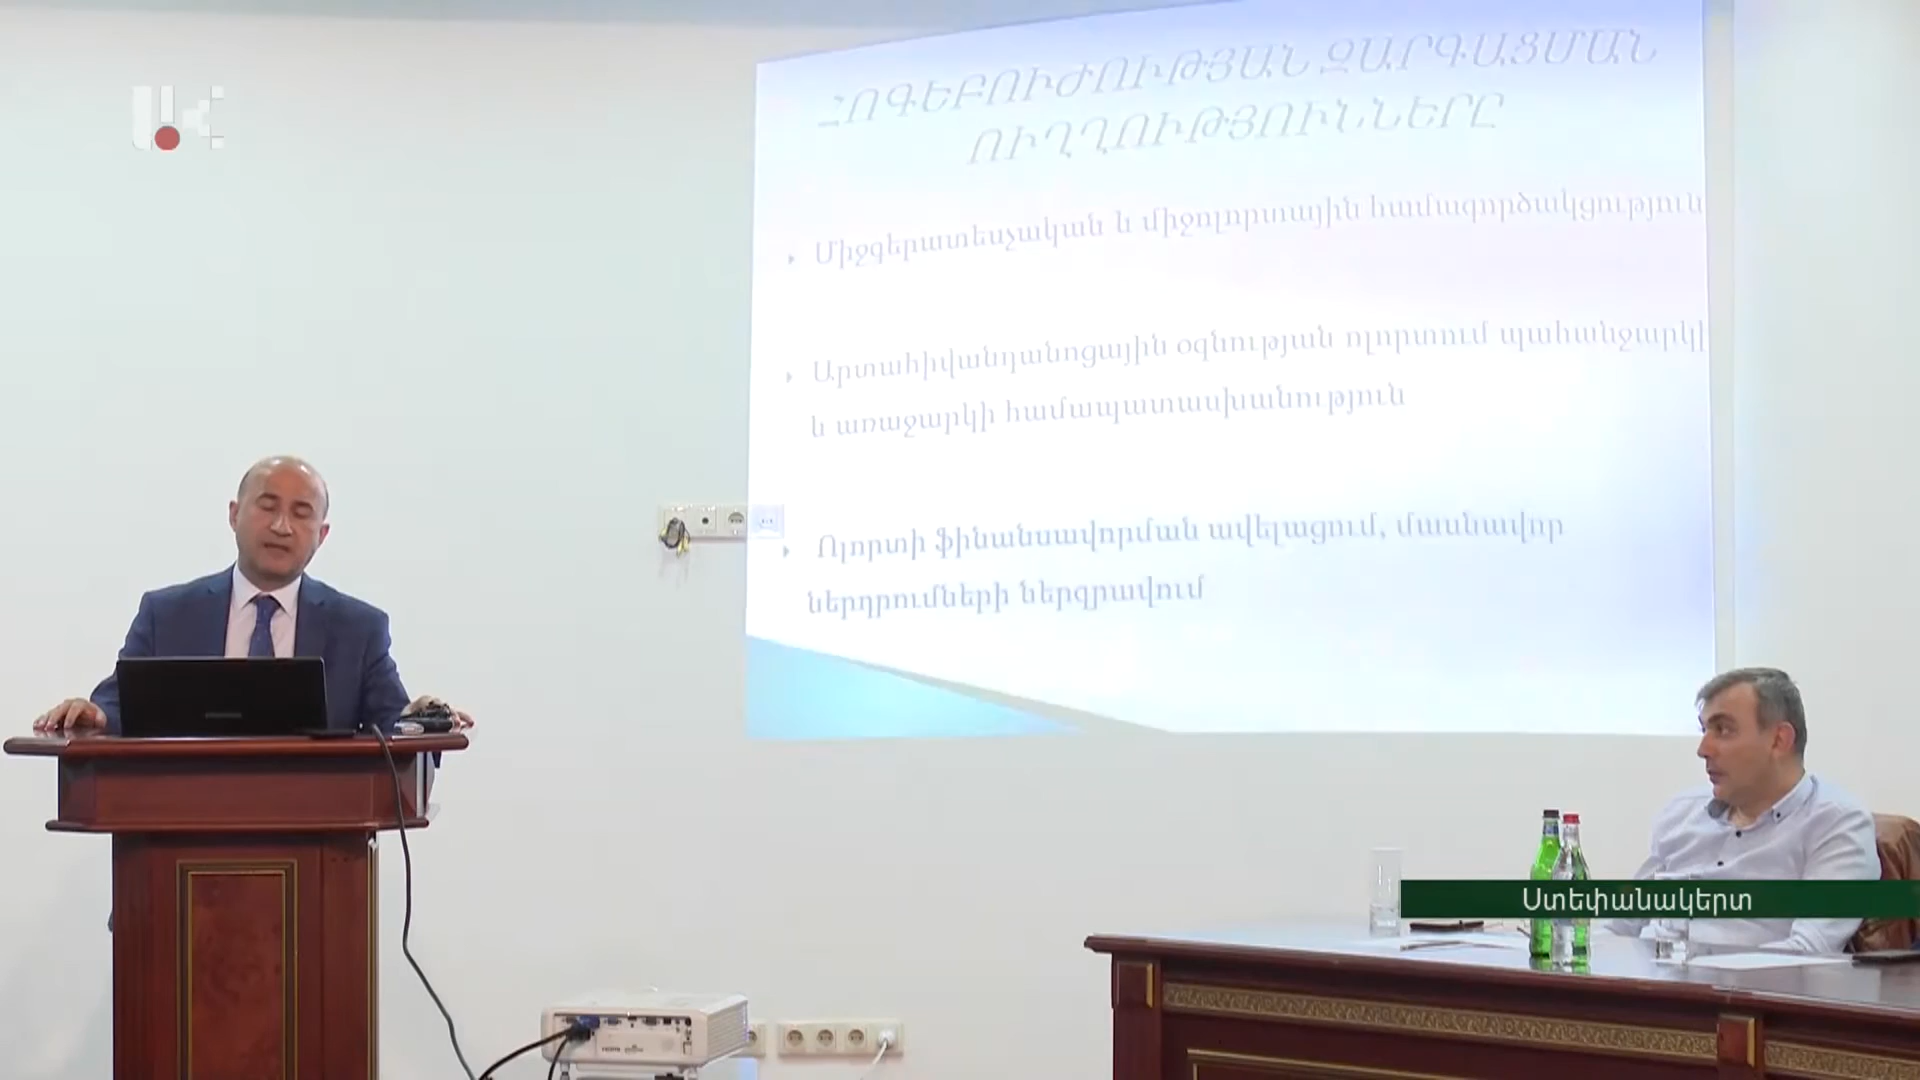 ՀՈԳԵԲՈՒԺՈՒԹՅԱՆ ԶԱՐԳԱՑՄԱՆ
ՈՒՂՂՈՒԹՅՈՒՆՆԵՐԸ
Միջգերատեսչական և միջոլորտային համագործակցություն
Արտահիվանդանոցային օգնության ոլորտում պահանջարկի
և առաջարկի համապատասխանություն
Ոլորտի ֆինանսավորման ավելացում, մասնավոր
ներդրումների ներգրավում
Ստեփանակերտ